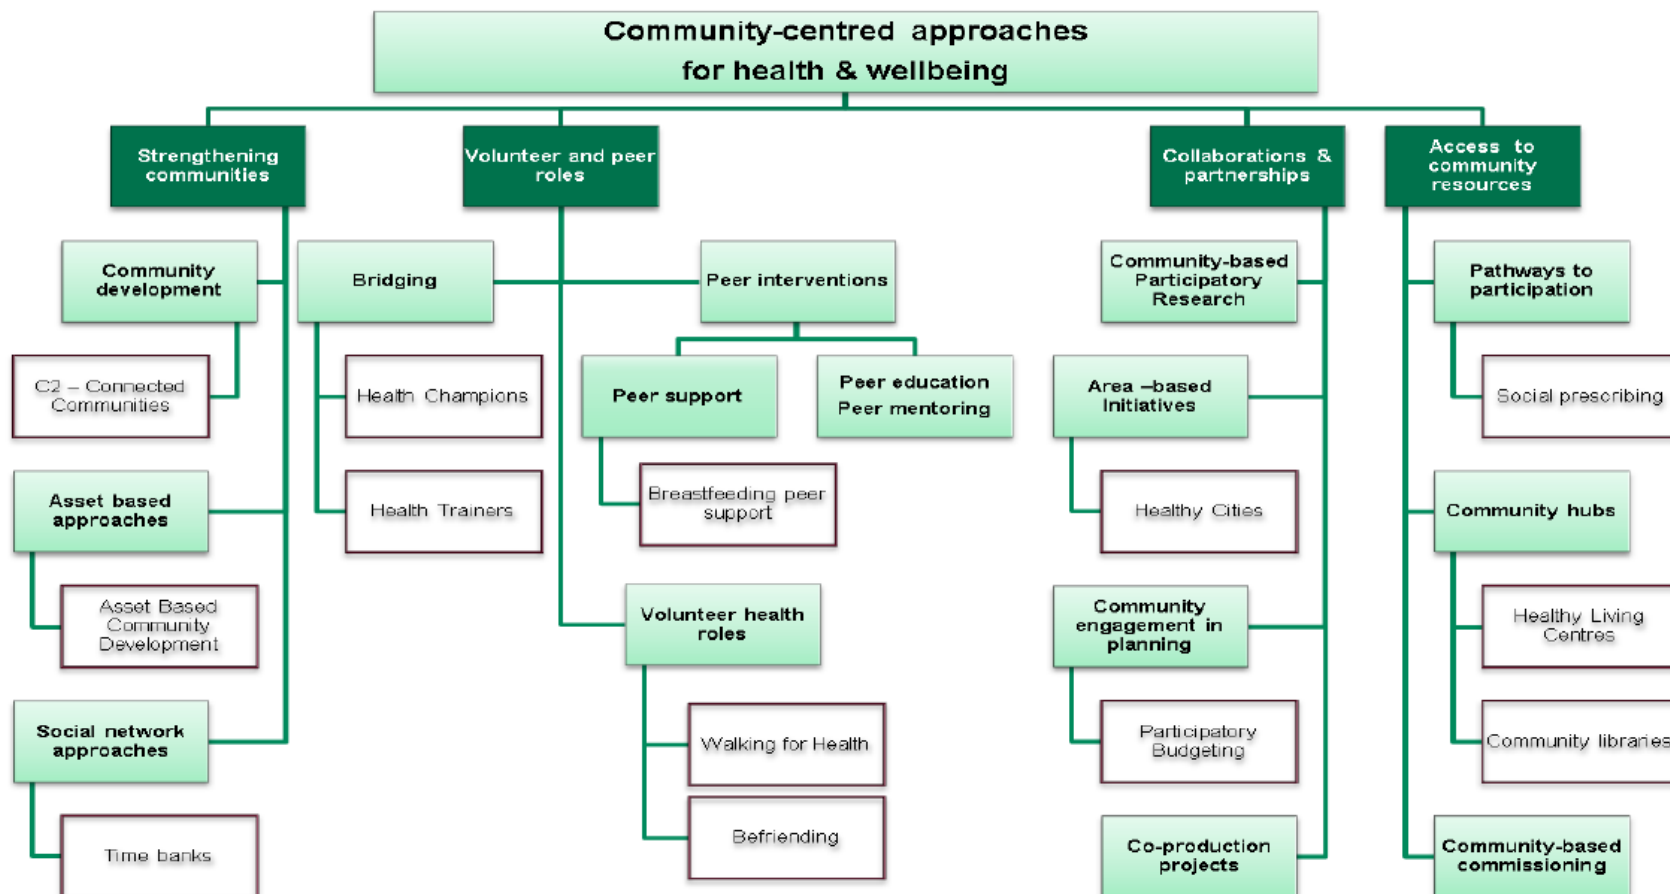 Community-centred approaches
for health & wellbeing
Strengthening
communities
Volunteer and peer
roles
Collaborations &
partnerships
Access to
community
resources
Community
development
C2 – Connected
Communities
Asset based
approaches
Asset Based
Community
Development
Social network
approaches
Time banks
Bridging
Health Champions
Health Trainers
Peer interventions
Peer support
Breastfeeding peer
support
Peer education
Peer mentoring
Volunteer health
roles
Walking for Health
Befriending
Community-based
Participatory
Research
Area –based
Initiatives
Healthy Cities
Community
engagement in
planning
Participatory
Budgeting
Co-production
projects
Pathways to
participation
Social prescribing
Community hubs
Healthy Living
Centres
Community libraries
Community-based
commissioning